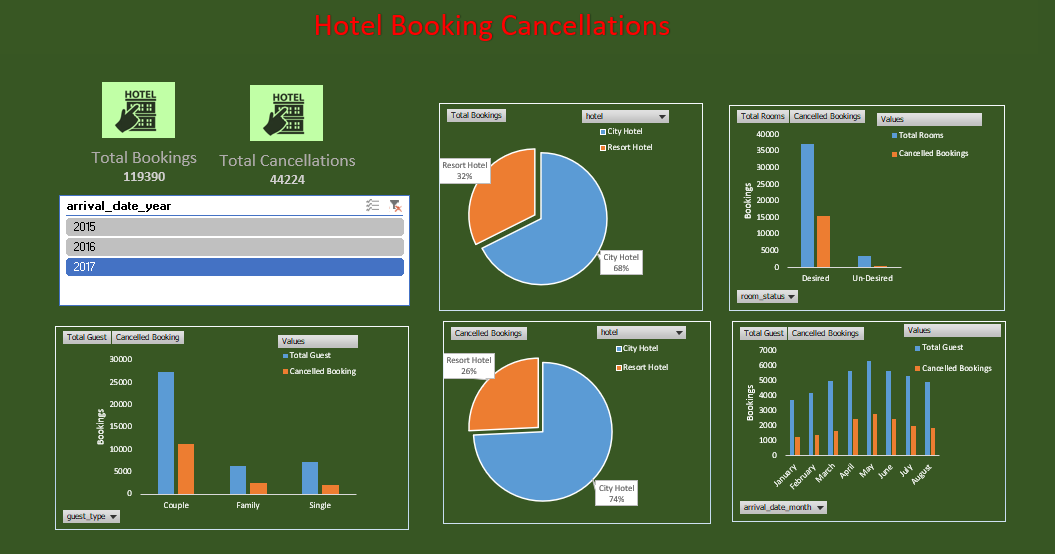 Hotel Booking Cancellations
HOTEL
HOTEL
Total Bookings
119390
Total Cancellations
44224
arrival_date_year
2015
2016
2017
Total Bookings
hotel
City Hotel
Resort Hotel
Resort Hotel
32%
City Hotel
68%
Total Rooms
Cancelled Bookings
Values
Total Rooms
Cancelled Bookings
Bookings
40000
35000
30000
25000
20000
15000
10000
5000
0
Desired
Un-Desired
room_status
Total Guest
Cancelled Booking
Values
Total Guest
Cancelled Booking
Bookings
30000
25000
20000
15000
10000
5000
0
Couple
Family
Single
guest_type
Cancelled Bookings
hotel
City Hotel
Resort Hotel
Resort Hotel
26%
City Hotel
74%
Total Guest
Cancelled Bookings
Values
Total Guest
Cancelled Bookings
Bookings
7000
6000
5000
4000
3000
2000
1000
0
January
February
March
April
May
June
July
August
arrival_date_month